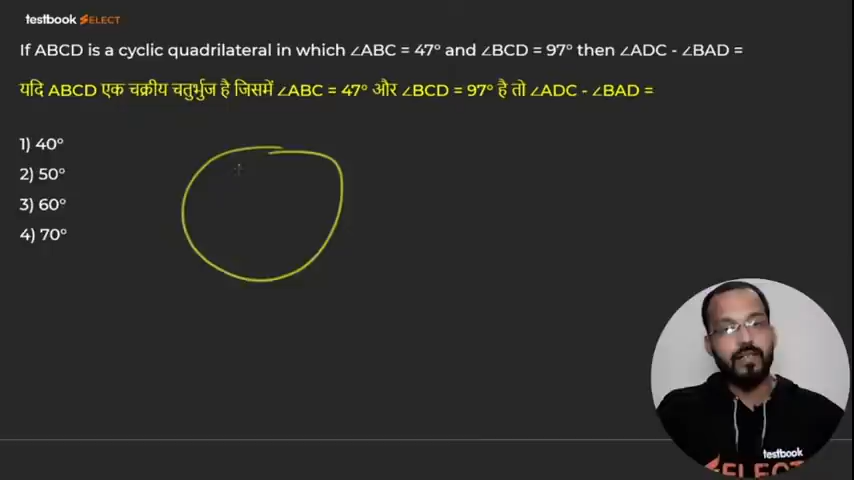 testbook SELECT
If ABCD is a cyclic quadrilateral in which ∠ABC = 47° and ∠BCD = 97° then ∠ADC - ∠BAD =
यदि ABCD एक चक्रीय चतुर्भुज है जिसमें ∠ABC = 47° और ∠BCD = 97° है तो ∠ADC - ∠BAD =
1) 40°
2) 50°
3) 60°
4) 70°
testbook
SELECT